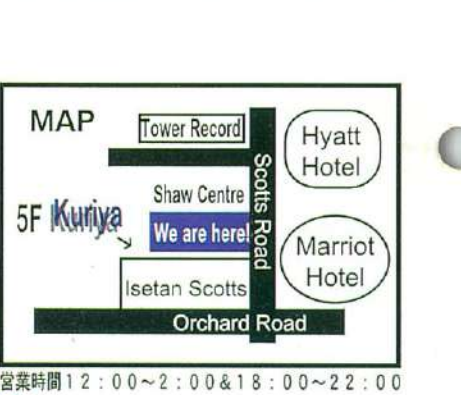 MAP
Tower Record
Hyatt
Hotel
Scotts Road
Shaw Centre
5F Kuriya
We are here!
Marriot
Hotel
Isetan Scotts
Orchard Road
営業時間12:00~2:00&18:00~22:00